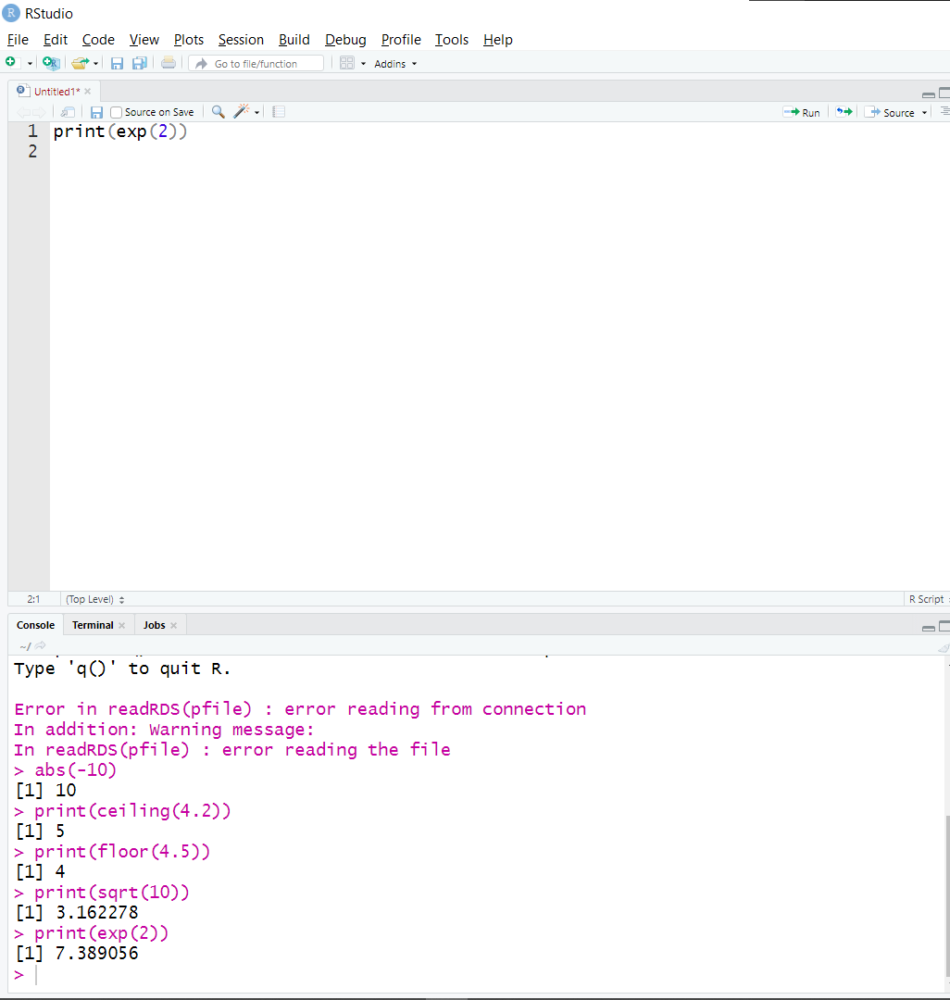 R RStudio
File Edit Code View Plots Session Build Debug Profile Tools Help
Go to file/function Addins
Untitled1*
Source on Save Run Source
1 print(exp(2))
2
2:1 (Top Level) R Script
Console Terminal Jobs
~/
Type 'q()' to quit R.
Error in readRDS(pfile) : error reading from connection
In addition: Warning message:
In readRDS(pfile) : error reading the file
> abs(-10)
[1] 10
> print(ceiling(4.2))
[1] 5
> print(floor(4.5))
[1] 4
> print(sqrt(10))
[1] 3.162278
> print(exp(2))
[1] 7.389056
>